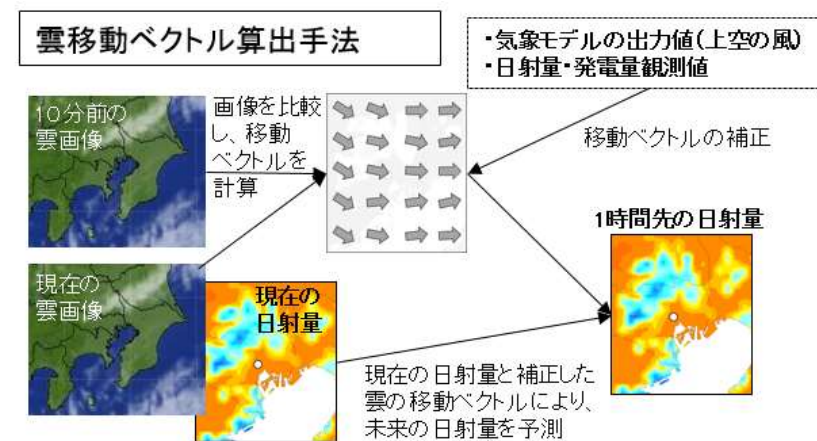 雲移動ベクトル算出手法
・気象モデルの出力値(上空の風)
・日射量・発電量観測値
10分前の
雲画像
画像を比較
し、移動
ベクトルを
計算
移動ベクトルの補正
1時間先の日射量
現在の
雲画像
現在の
日射量
現在の日射量と補正した
雲の移動ベクトルにより、
未来の日射量を予測